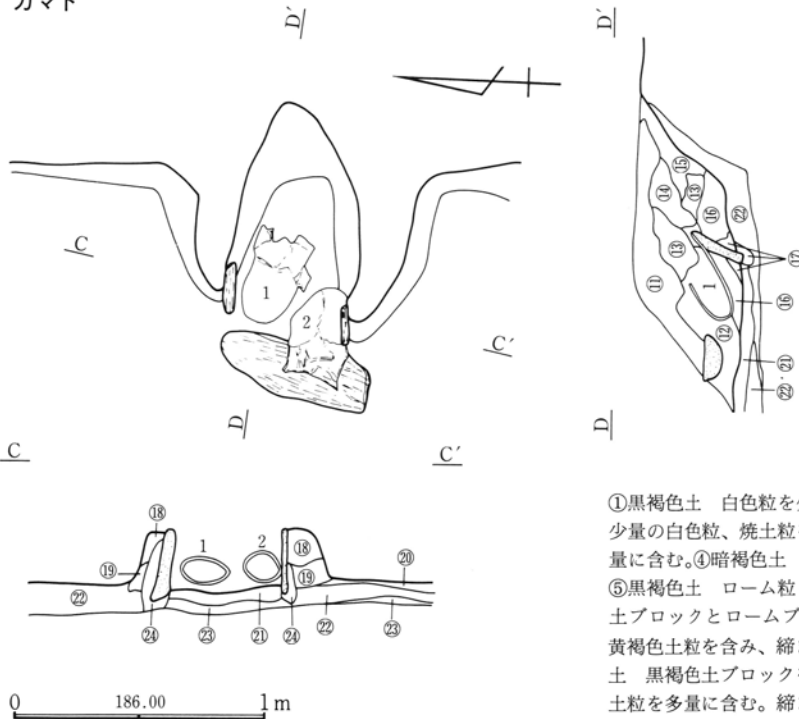 カマド
D′
D′
C
1
2
C′
D
⑮
⑭
⑬
⑯
㉒
⑬
⑰
⑪
1
⑯
⑫
㉑
㉒
D
C
C′
⑱
1
2
⑱
⑲
⑲
⑳
㉒
㉔
㉓
㉑
㉔
㉒
㉓
0
186.00
1m
①黒褐色土 白色粒を
少量の白色粒、焼土粒
量に含む。④暗褐色土
⑤黒褐色土 ローム粒
土ブロックとロームブ
黄褐色土粒を含み、締
土 黒褐色土ブロック
土粒を多量に含む。締